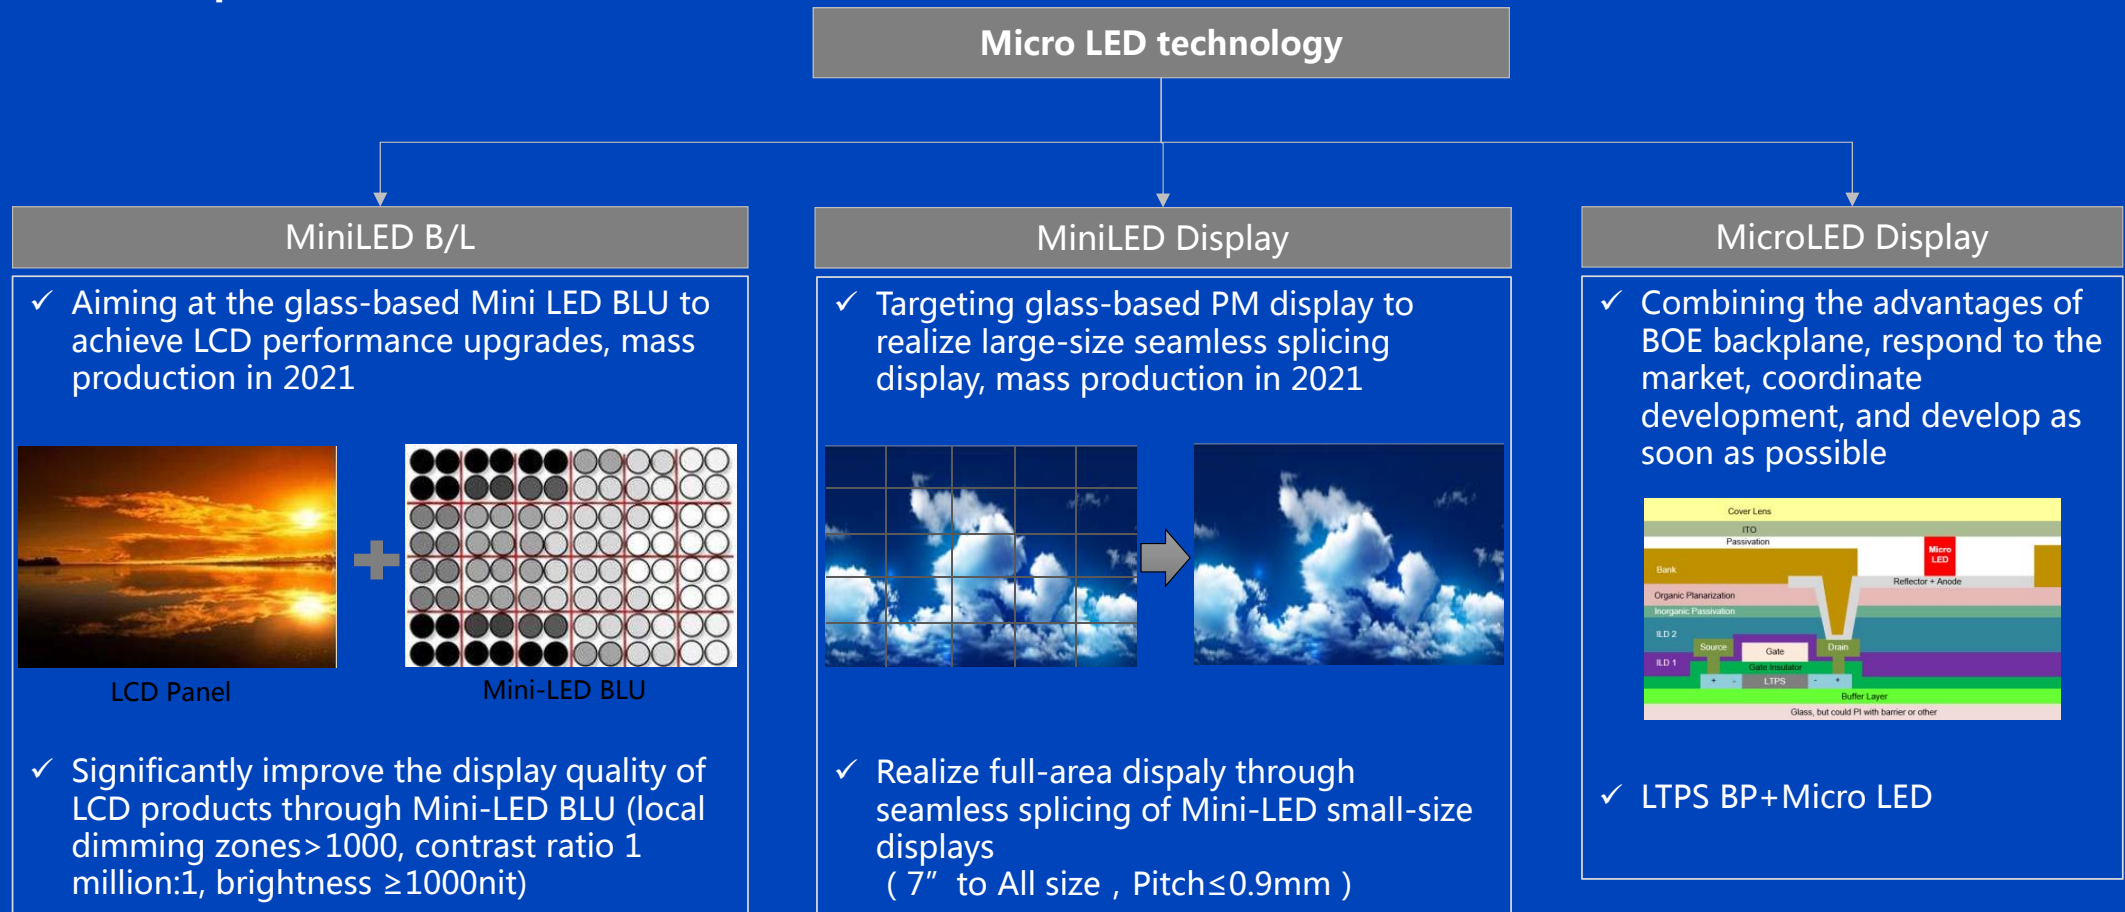 Micro LED technology
MiniLED B/L
✓ Aiming at the glass-based Mini LED BLU to
achieve LCD performance upgrades, mass
production in 2021
LCD Panel
Mini-LED BLU
✓ Significantly improve the display quality of
LCD products through Mini-LED BLU (local
dimming zones>1000, contrast ratio 1
million:1, brightness ≥1000nit)
MiniLED Display
✓ Targeting glass-based PM display to
realize large-size seamless splicing
display, mass production in 2021
✓ Realize full-area dispaly through
seamless splicing of Mini-LED small-size
displays
( 7" to All size , Pitch≤0.9mm )
MicroLED Display
✓ Combining the advantages of
BOE backplane, respond to the
market, coordinate
development, and develop as
soon as possible
Cover Lens
ITO
Passivation
Micro
LED
Bank
Reflector + Anode
Organic Planarization
Inorganic Passivation
ILD 2
Source
Gate
Drain
ILD 1
Gate Insulator
+ - LTPS - +
Buffer Layer
Glass, but could PI with barrier or other
✓ LTPS BP+Micro LED